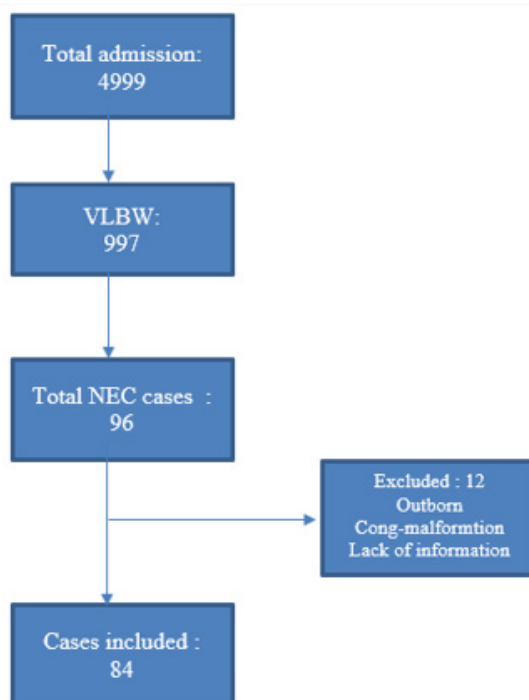 Total admission:
4999
VLBW:
997
Total NEC cases :
96
Excluded : 12
Outborn
Cong-malformtion
Lack of information
Cases included :
84